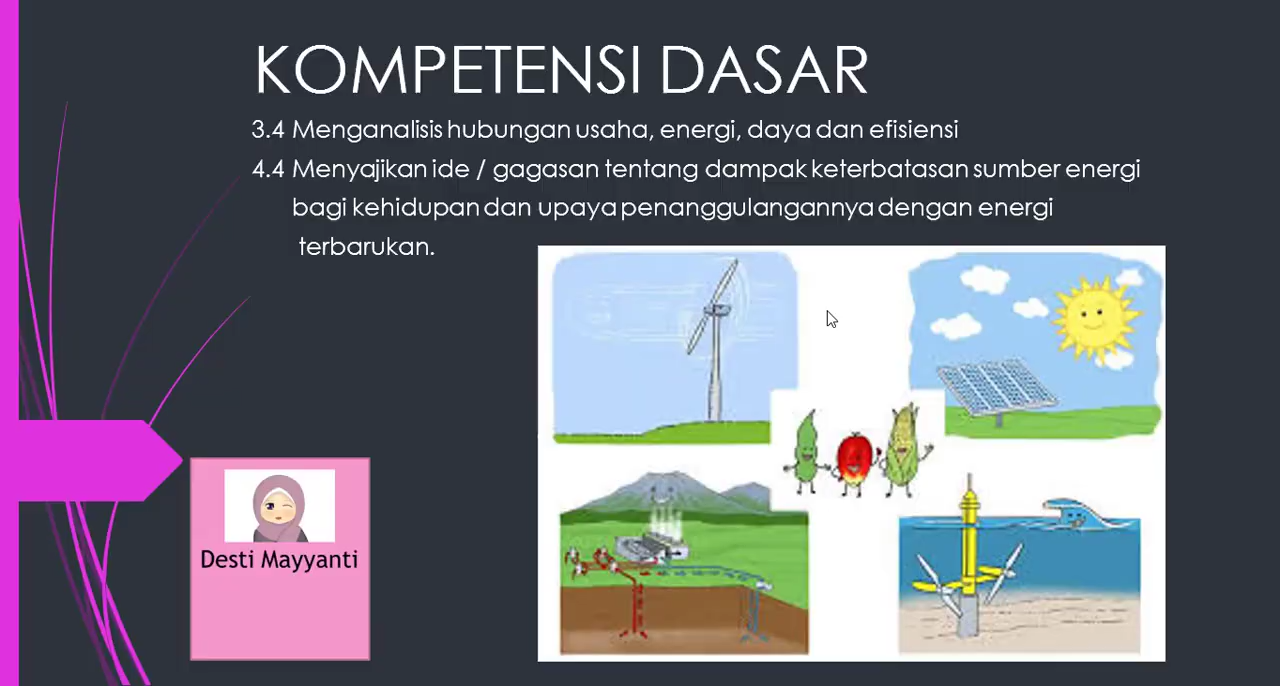 KOMPETENSI DASAR
3.4 Menganalisis hubungan usaha, energi, daya dan efisiensi
4.4 Menyajikan ide / gagasan tentang dampak keterbatasan sumber energi
bagi kehidupan dan upaya penanggulangannya dengan energi
terbarukan.
Desti Mayyanti